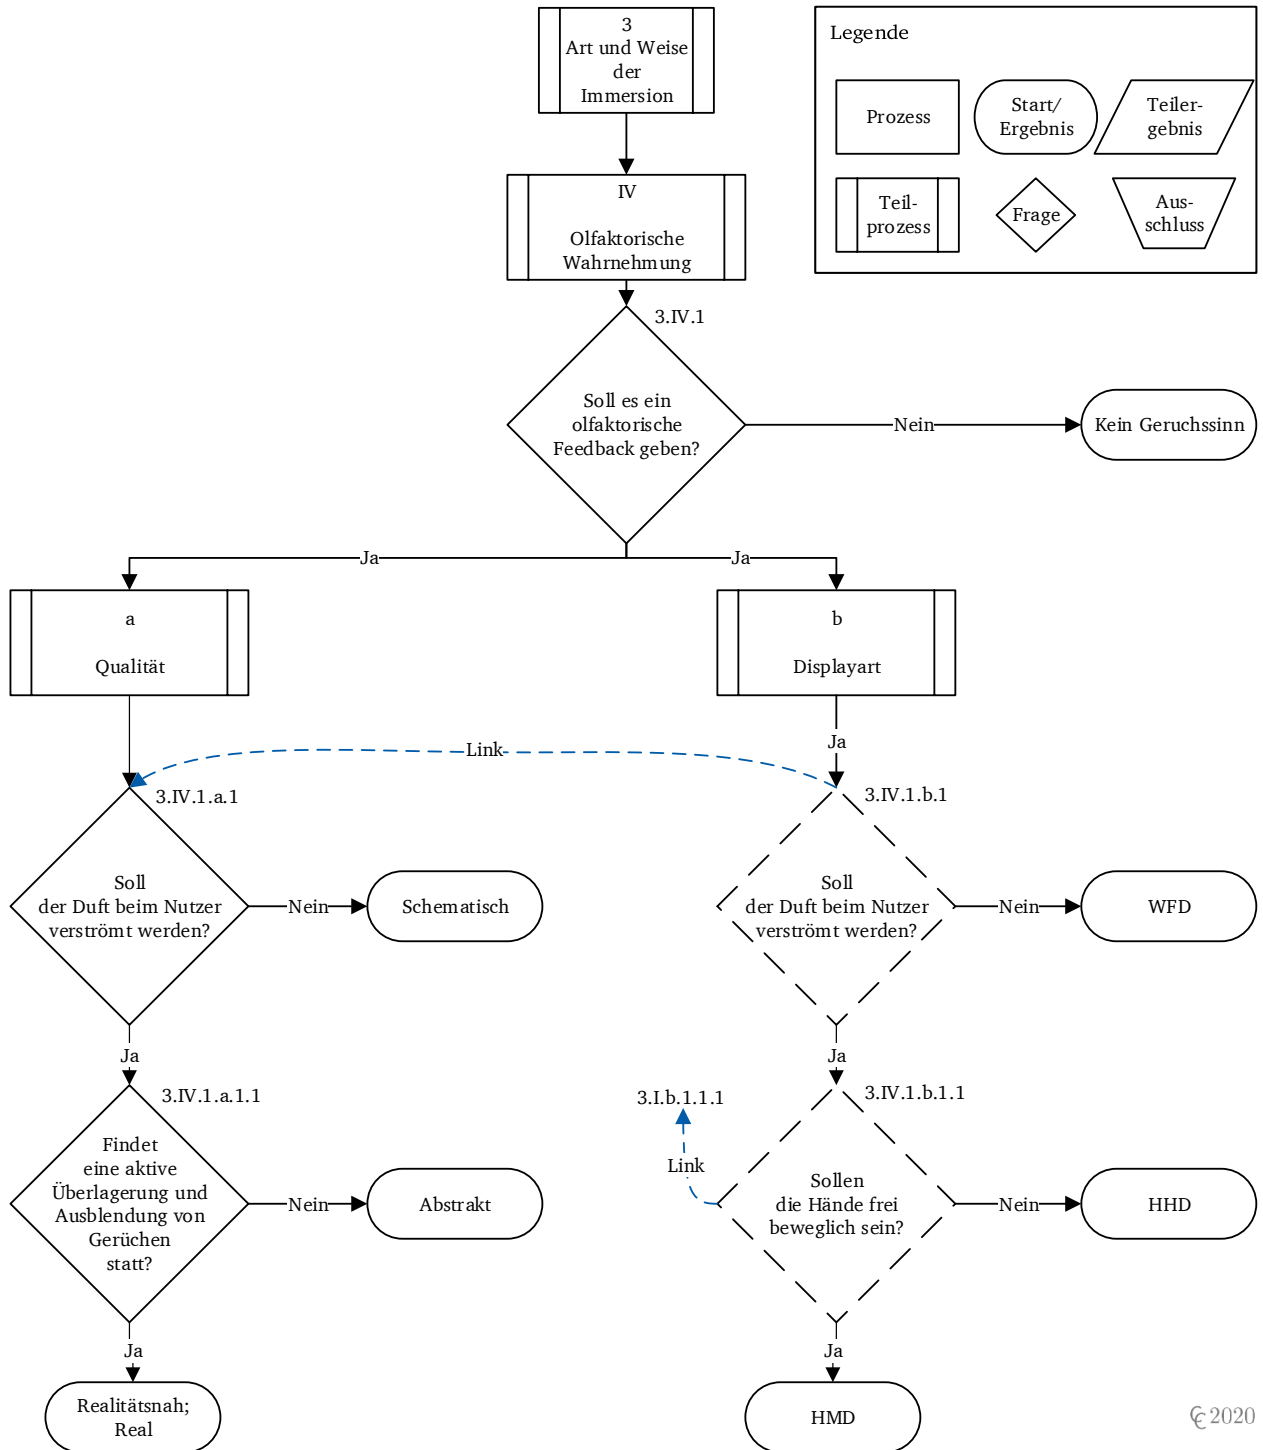 3
Art und Weise
der
Immersion
Legende
Prozess
Start/
Ergebnis
Teiler-
gebnis
Teil-
prozess
Frage
Aus-
schluss
IV
Olfaktorische
Wahrnehmung
3.IV.1
Soll es ein
olfaktorische
Feedback geben?
Nein
Kein Geruchssinn
Ja
Ja
a
Qualität
b
Displayart
Ja
Link
3.IV.1.a.1
Soll
der Duft beim Nutzer
verströmt werden?
Nein
Schematisch
3.IV.1.b.1
Soll
der Duft beim Nutzer
verströmt werden?
Nein
WFD
Ja
Ja
3.IV.1.a.1.1
Findet
eine aktive
Überlagerung und
Ausblendung von
Gerüchen
statt?
Nein
Abstrakt
3.I.b.1.1.1
Link
3.IV.1.b.1.1
Sollen
die Hände frei
beweglich sein?
Nein
HHD
Ja
Ja
Realitätsnah;
Real
HMD
2020